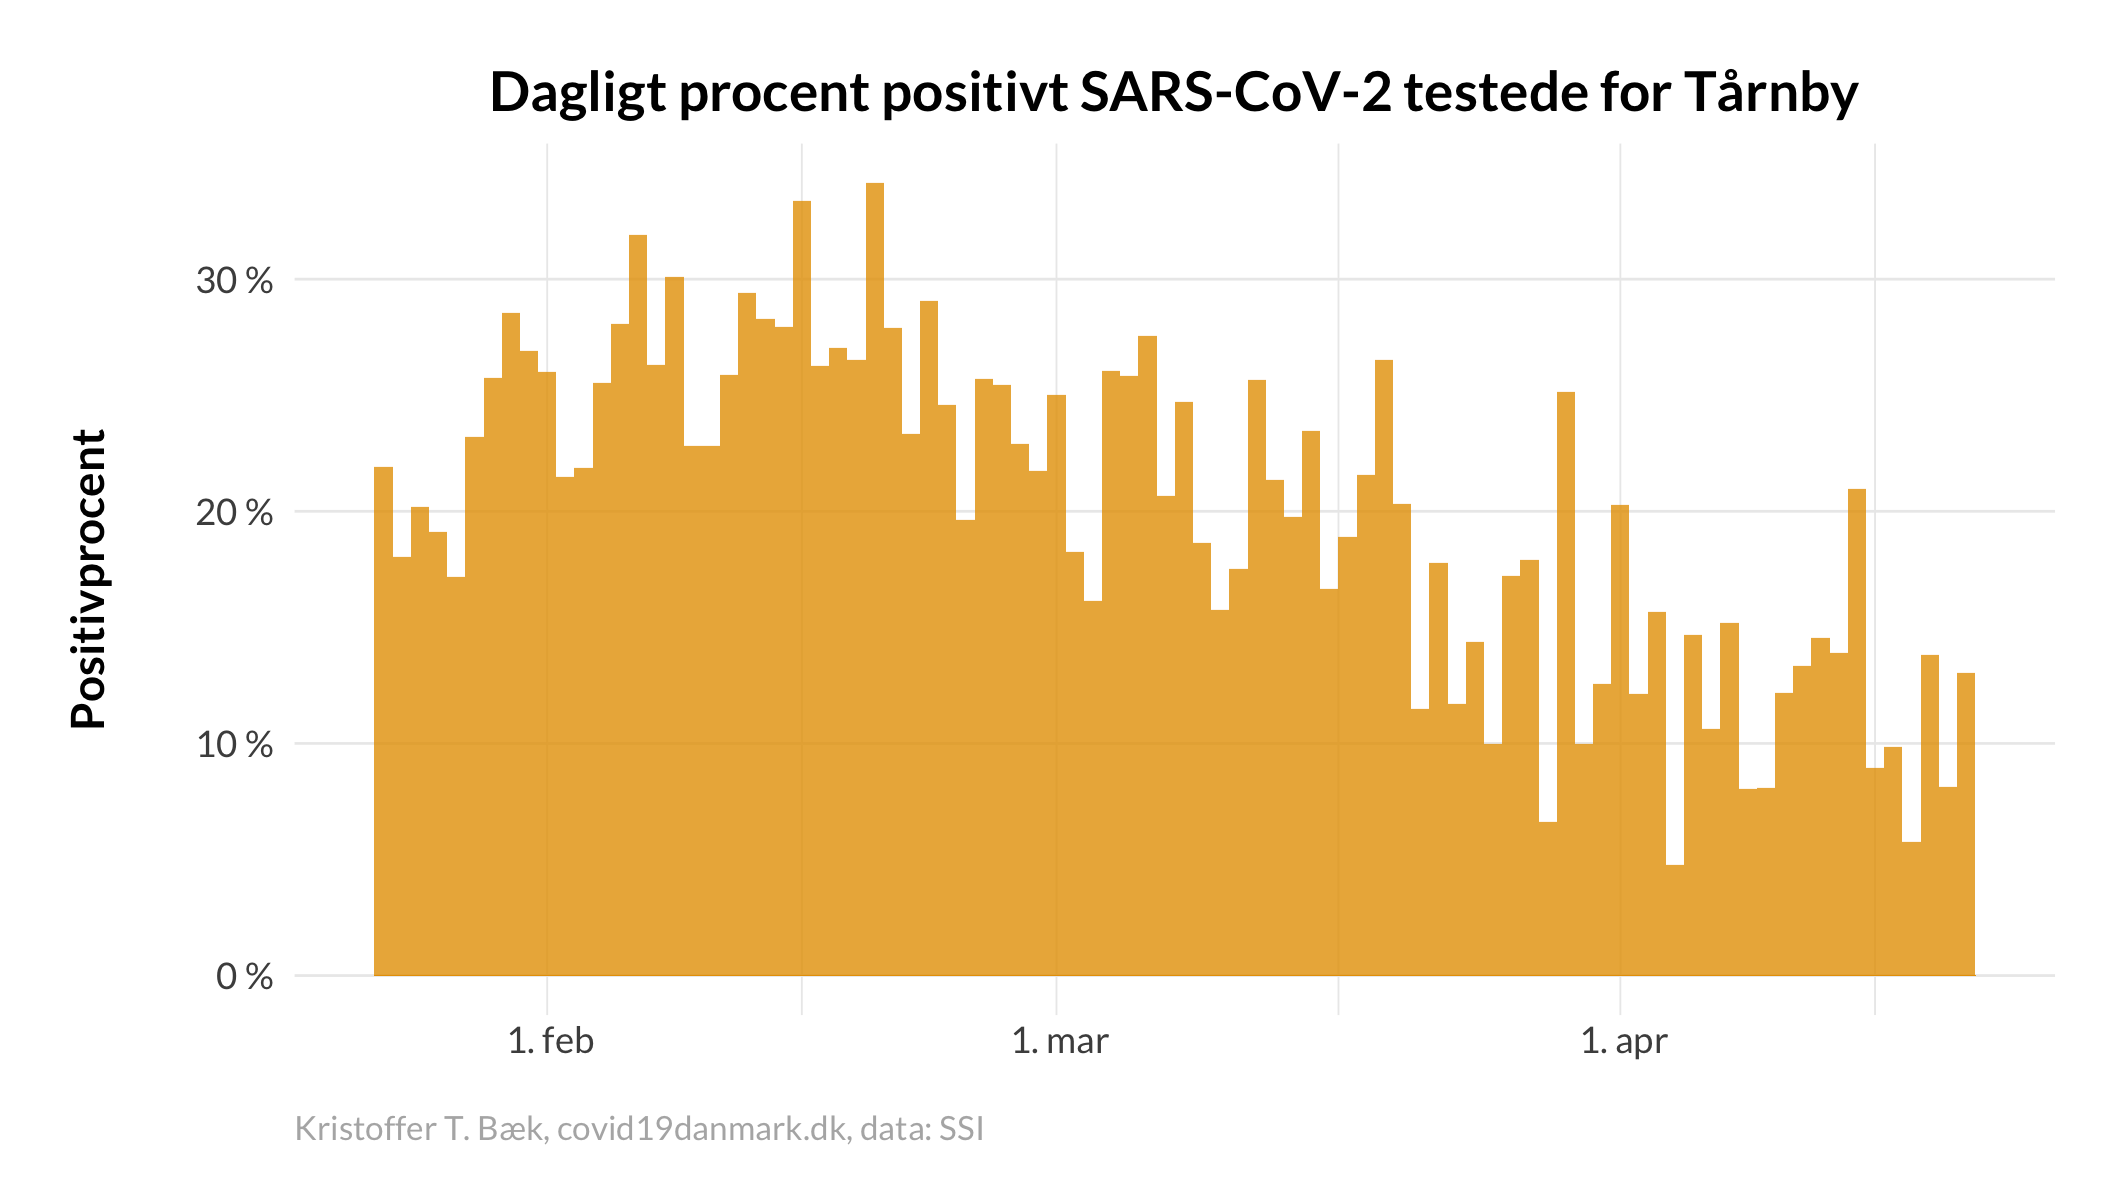 Dagligt procent positivt SARS-CoV-2 testede for Tårnby
Positivprocent
30 %
20 %
10 %
0 %
1. feb
1. mar
1. apr
Kristoffer T. Bæk, covid19danmark.dk, data: SSI